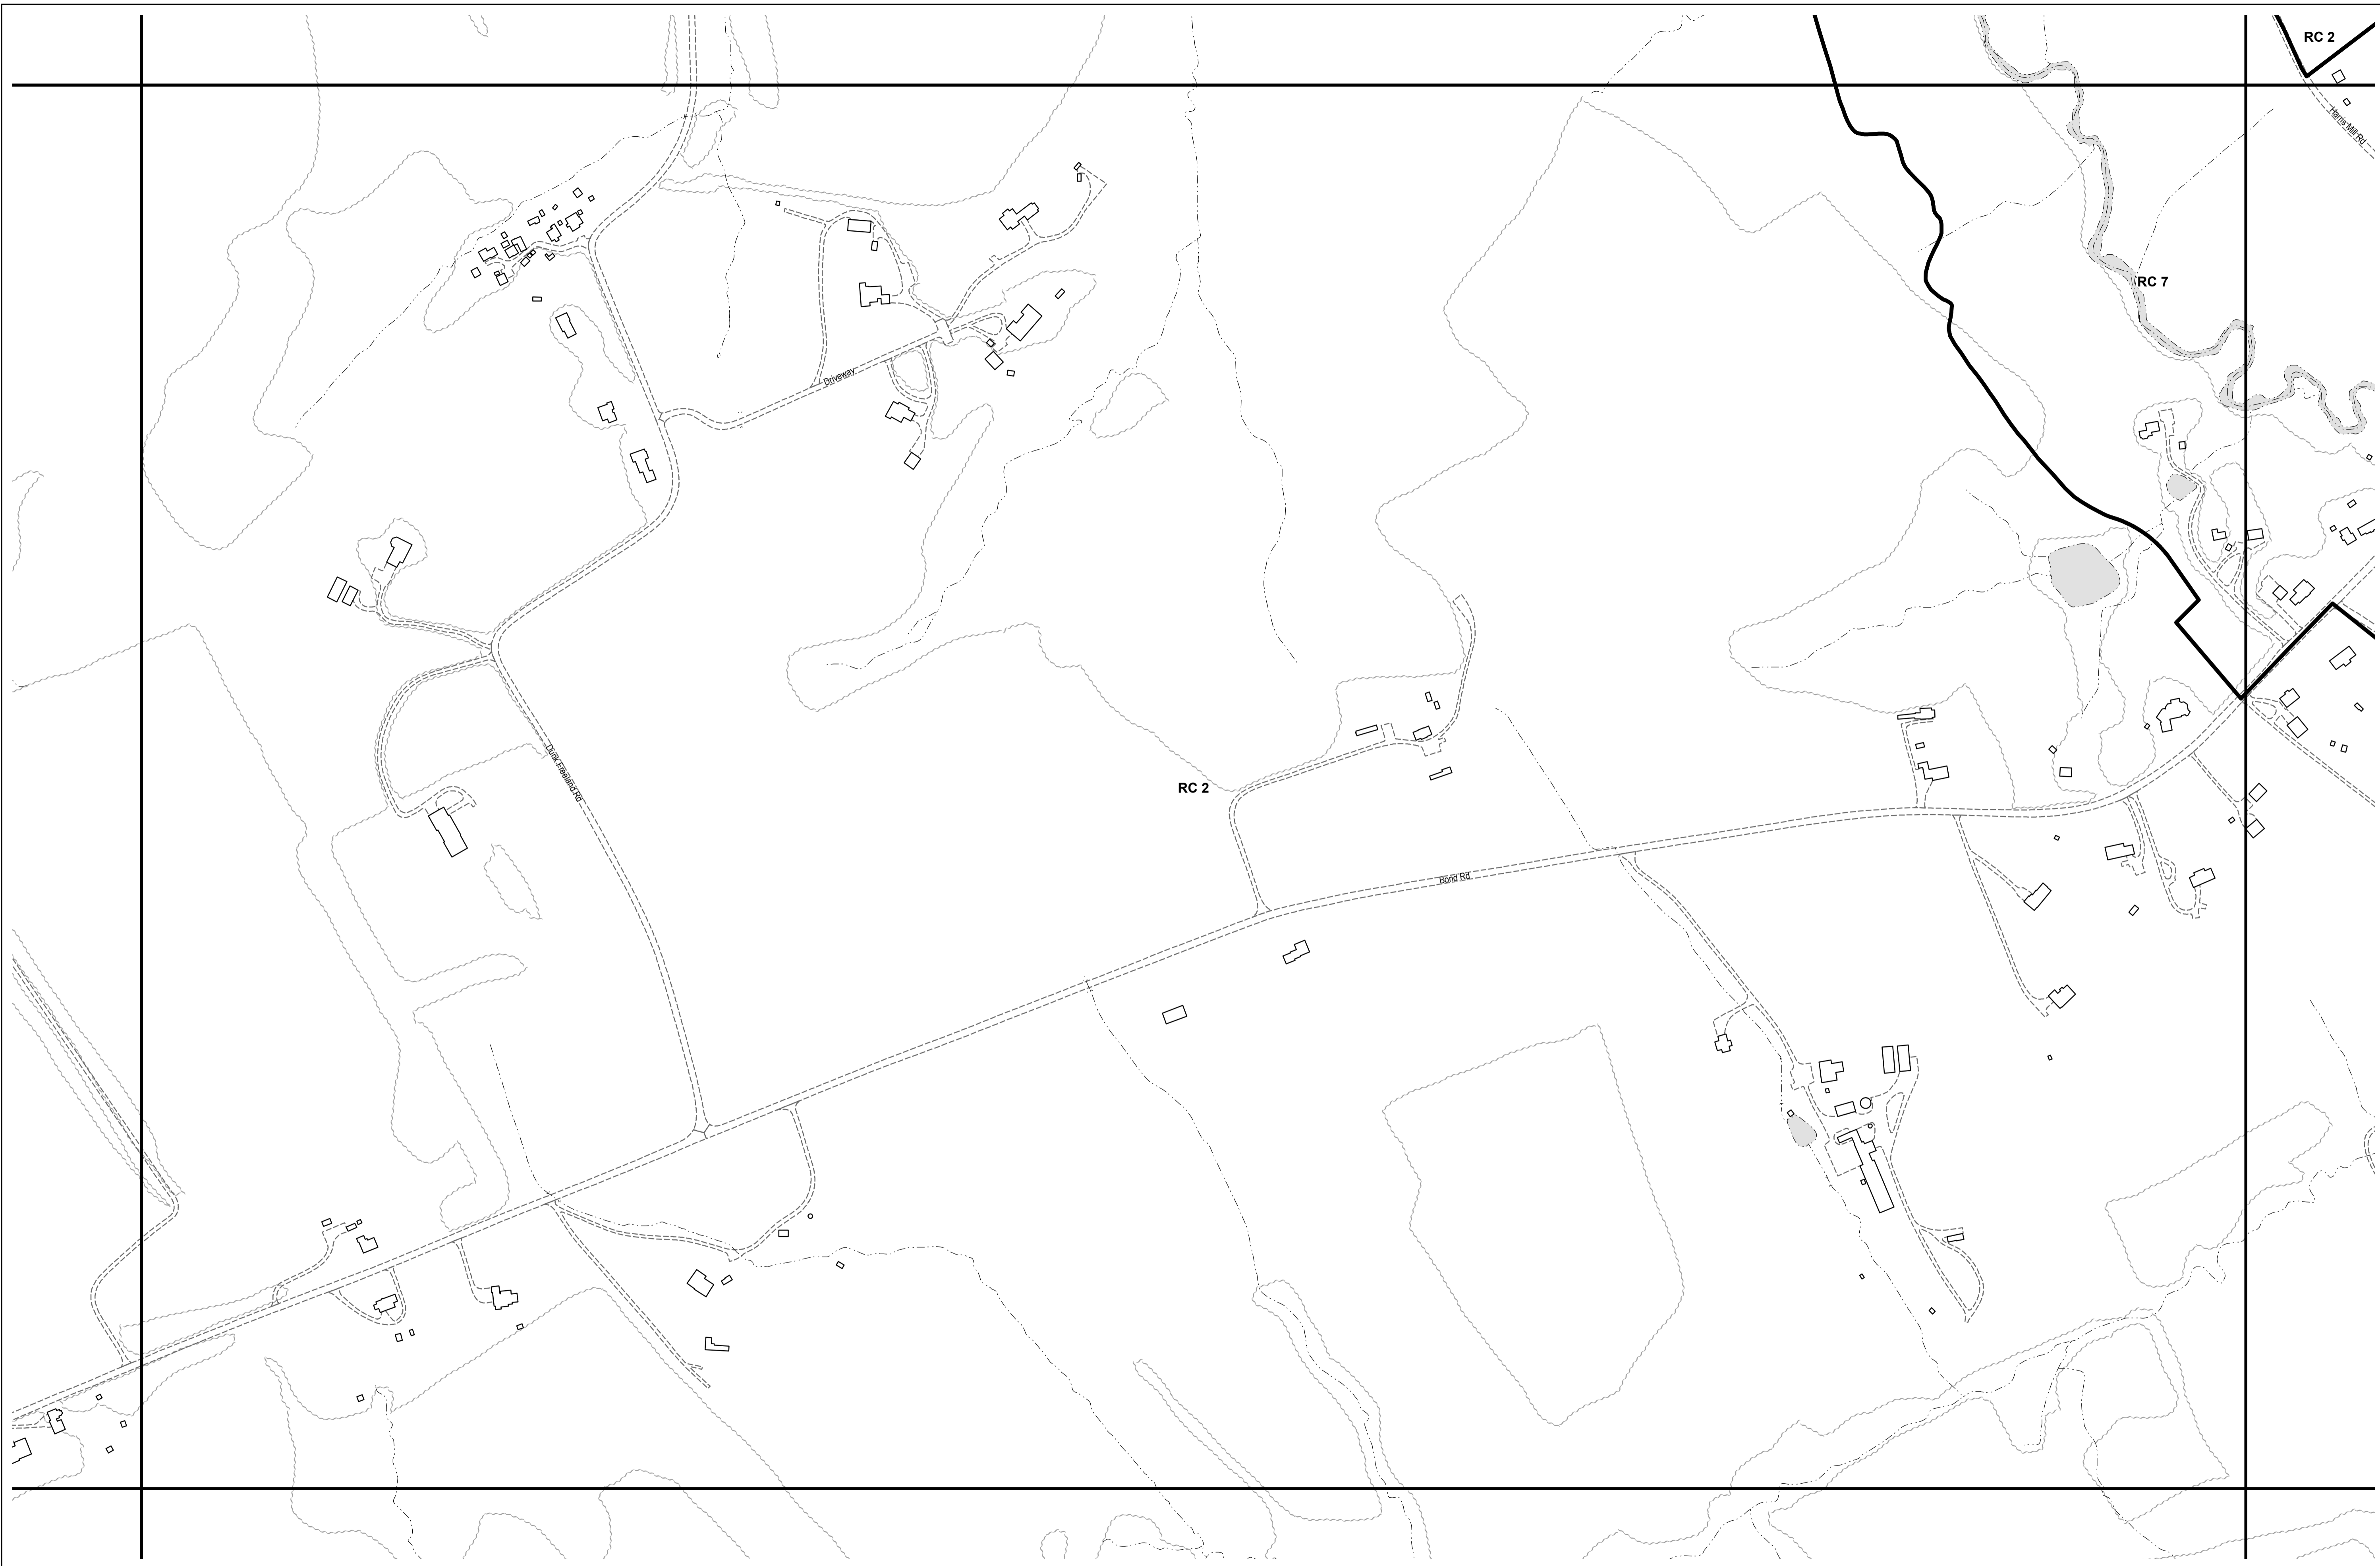 RC 2
Harris Mill Rd
RC 7
Driveway
Dunk Freeland Rd
RC 2
Bond Rd